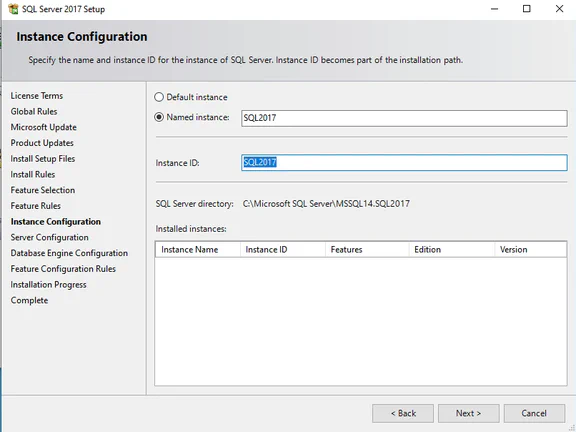 SQL Server 2017 Setup
Instance Configuration
Specify the name and instance ID for the instance of SQL Server. Instance ID becomes part of the installation path.
License Terms
Global Rules
Microsoft Update
Product Updates
Install Setup Files
Install Rules
Feature Selection
Feature Rules
Instance Configuration
Server Configuration
Database Engine Configuration
Feature Configuration Rules
Installation Progress
Complete
Default instance
Named instance: SQL2017
Instance ID: SQL2017
SQL Server directory: C:\Microsoft SQL Server\MSSQL14.SQL2017
Installed instances:
Instance Name Instance ID Features Edition Version
< Back Next > Cancel